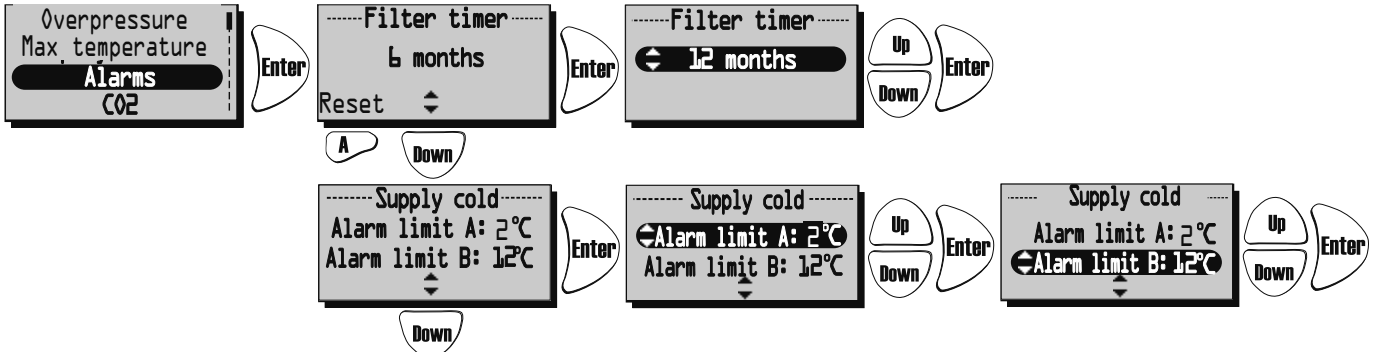 Overpressure
Max temperature
Alarms
CO2
Enter
Filter timer
6 months
Reset
A
Down
Enter
Filter timer
12 months
Up
Down
Enter
Supply cold
Alarm limit A: 2°C
Alarm limit B: 12°C
Down
Enter
Supply cold
Alarm limit A: 2°C
Alarm limit B: 12°C
Up
Down
Enter
Supply cold
Alarm limit A: 2°C
Alarm limit B: 12°C
Up
Down
Enter